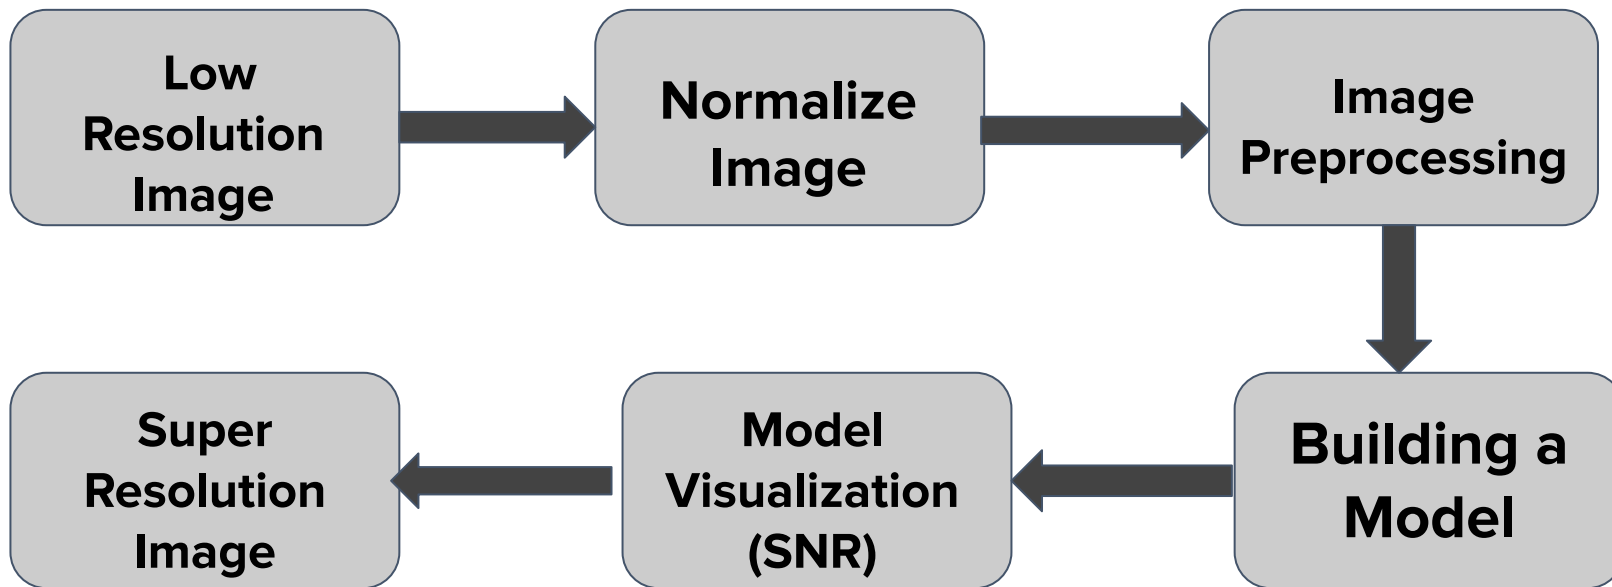 Low
Resolution
Image
Normalize
Image
Image
Preprocessing
Building a
Model
Model
Visualization
(SNR)
Super
Resolution
Image